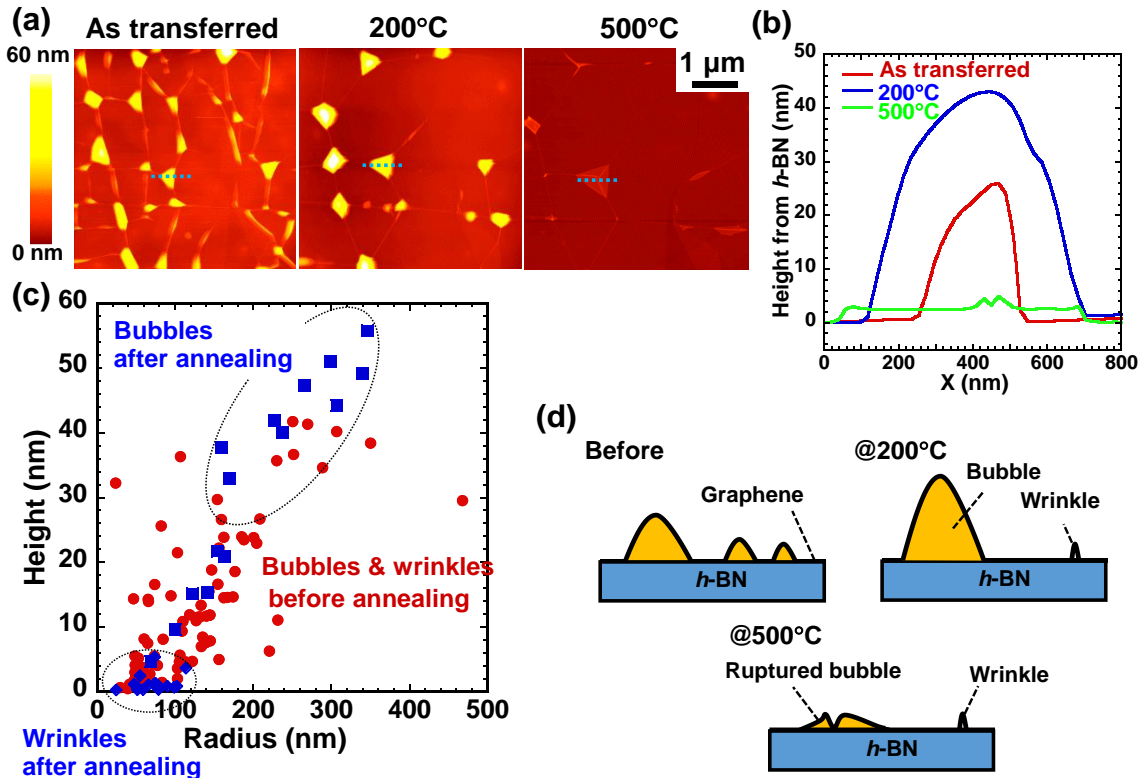 (a)
As transferred
200°C
500°C
60 nm
0 nm
1 µm
(b)
50
40
30
20
10
0
Height from h-BN (nm)
As transferred
200°C
500°C
0
200
400
600
800
X (nm)
(c)
60
50
40
30
20
10
0
Height (nm)
Bubbles
after annealing
Bubbles & wrinkles
before annealing
0
100
200
300
400
500
Radius (nm)
Wrinkles
after annealing
(d)
Before
Graphene
h-BN
@200°C
Bubble
Wrinkle
h-BN
@500°C
Ruptured bubble
Wrinkle
h-BN